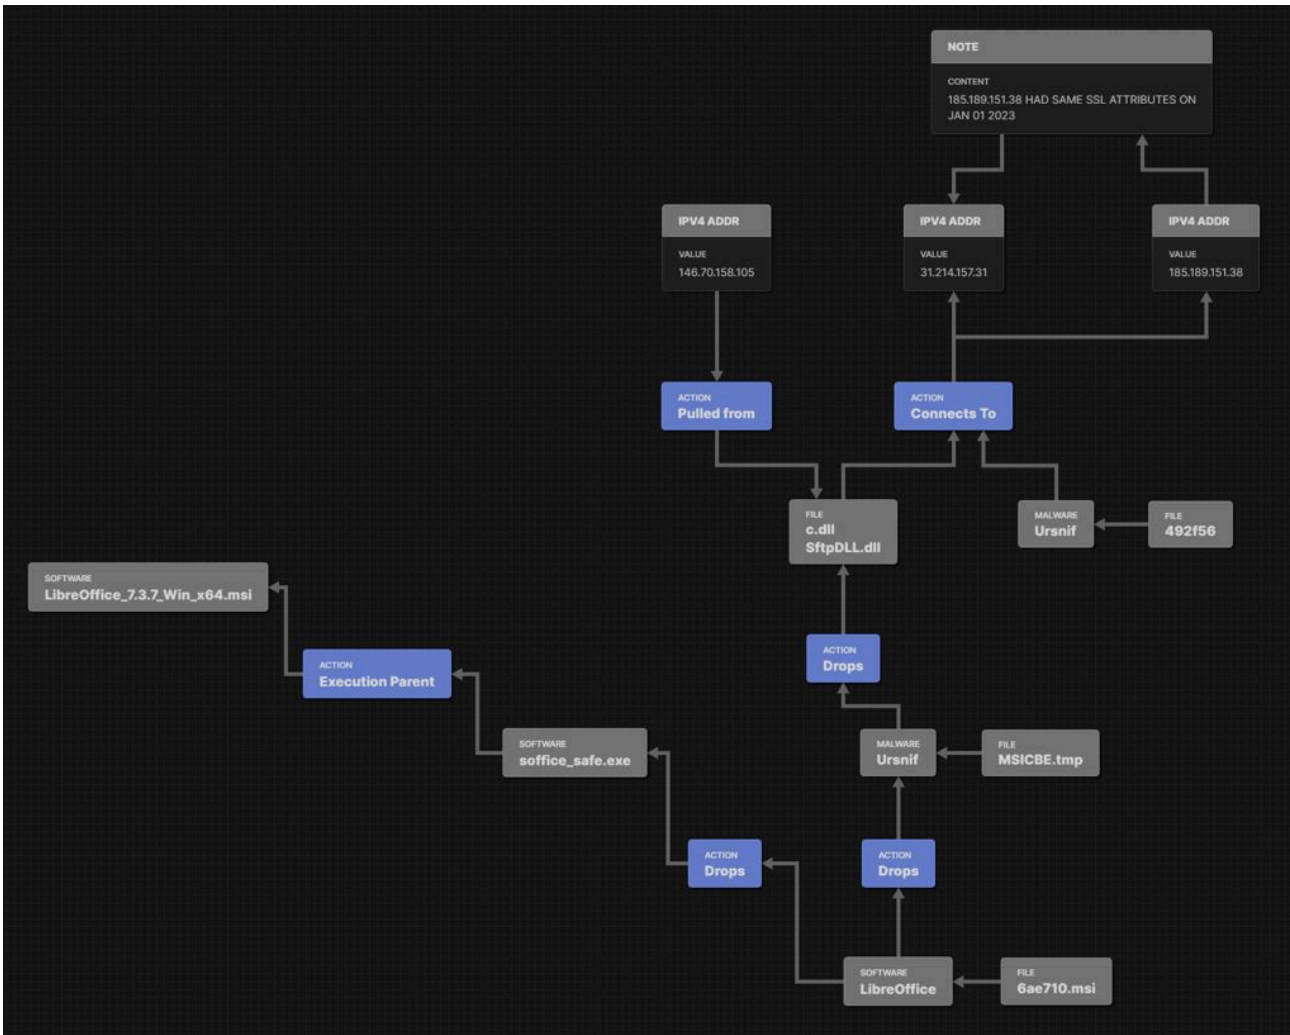 NOTE
CONTENT
185.189.151.38 HAD SAME SSL ATTRIBUTES ON
JAN 01 2023
IPV4 ADDR
VALUE
146.70.158.105
IPV4 ADDR
VALUE
31.214.157.31
IPV4 ADDR
VALUE
185.189.151.38
ACTION
Pulled from
ACTION
Connects To
FILE
c.dll
SftpDLL.dll
MALWARE
Ursnif
FILE
492f56
SOFTWARE
LibreOffice_7.3.7_Win_x64.msi
ACTION
Execution Parent
ACTION
Drops
SOFTWARE
soffice_safe.exe
MALWARE
Ursnif
FILE
MSICBE.tmp
ACTION
Drops
ACTION
Drops
SOFTWARE
LibreOffice
FILE
6ae710.msi